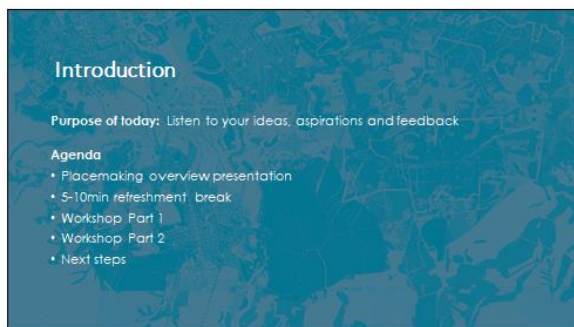 Introduction
Purpose of today: Listen to your ideas, aspirations and feedback
Agenda
• Placemaking overview presentation
• 5-10min refreshment break
• Workshop Part 1
• Workshop Part 2
• Next steps